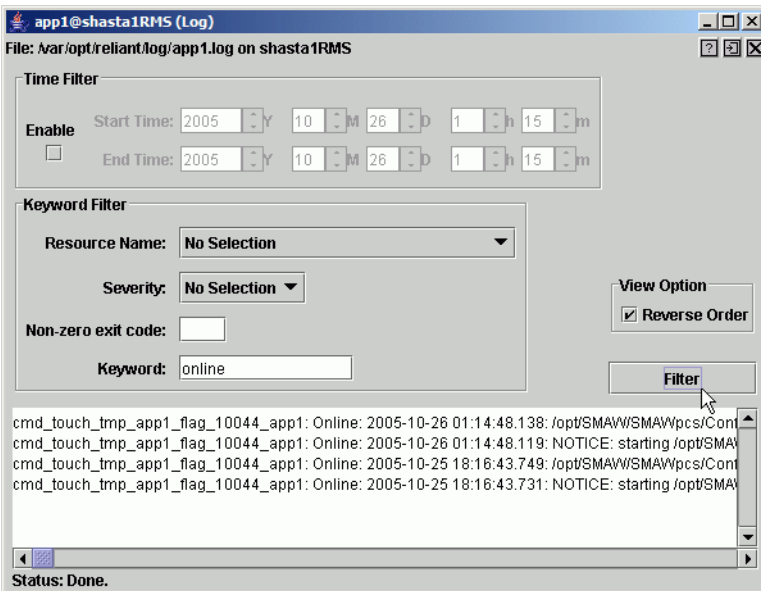 app1@shasta1RMS (Log)
File: /var/opt/reliant/log/app1.log on shasta1RMS
Time Filter
Enable
Start Time: 2005 Y 10 M 26 D 1 h 15 m
End Time: 2005 Y 10 M 26 D 1 h 15 m
Keyword Filter
Resource Name: No Selection
Severity: No Selection
Non-zero exit code:
Keyword: online
View Option
Reverse Order
Filter
cmd_touch_tmp_app1_flag_10044_app1: Online: 2005-10-26 01:14:48.138: /opt/SMAW/SMAWpcs/Conf
cmd_touch_tmp_app1_flag_10044_app1: Online: 2005-10-26 01:14:48.119: NOTICE: starting /opt/SMAW
cmd_touch_tmp_app1_flag_10044_app1: Online: 2005-10-25 18:16:43.749: /opt/SMAW/SMAWpcs/Conf
cmd_touch_tmp_app1_flag_10044_app1: Online: 2005-10-25 18:16:43.731: NOTICE: starting /opt/SMAW
Status: Done.